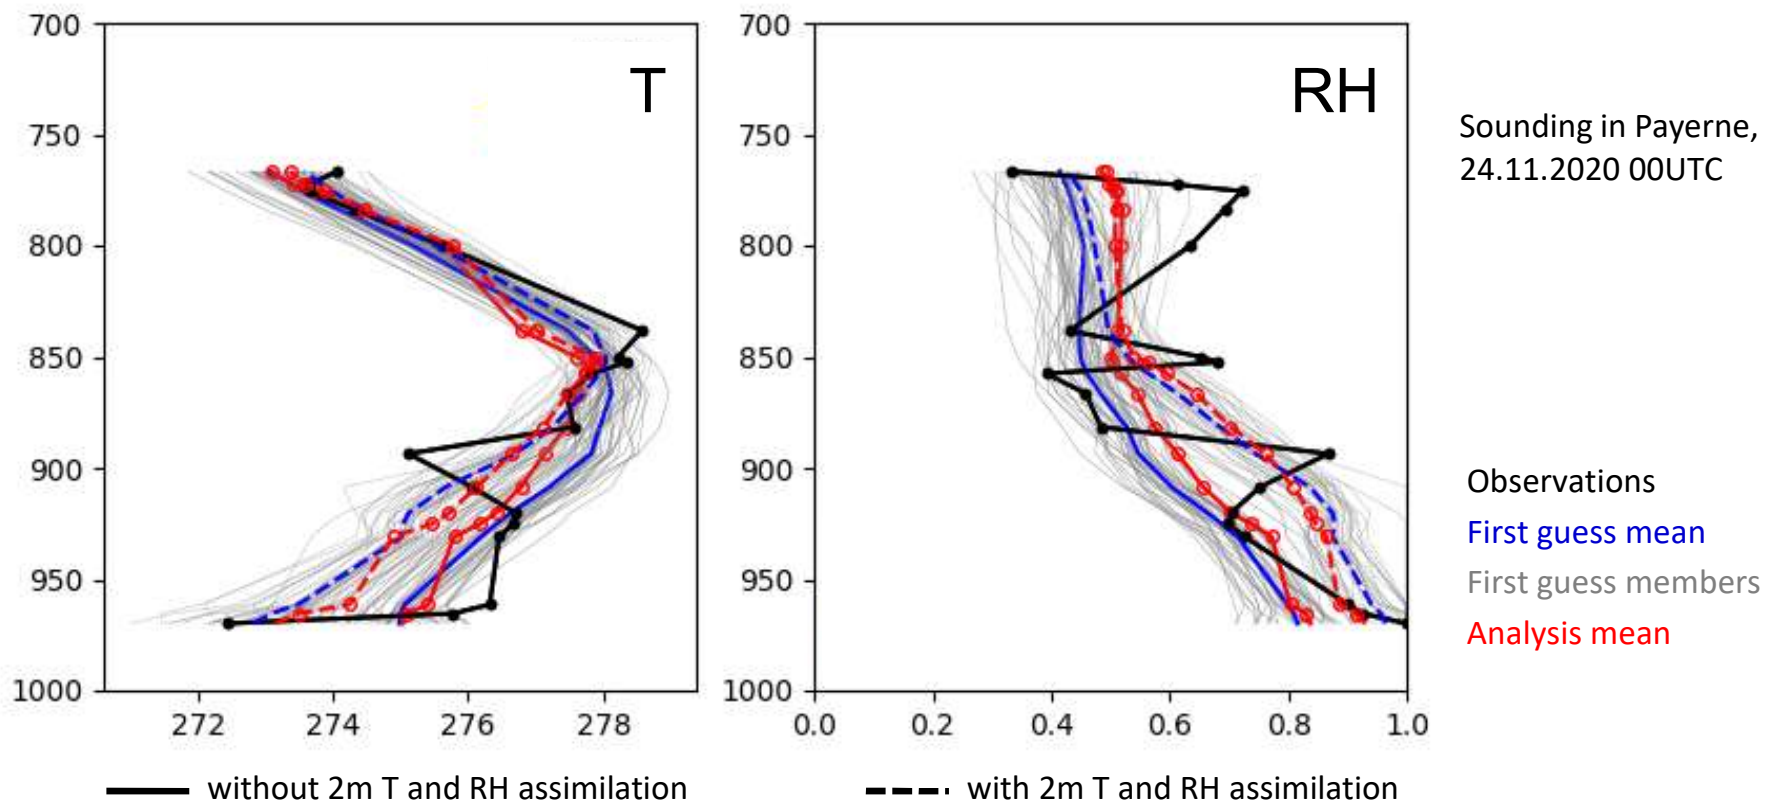 T
RH
700
750
800
850
900
950
1000
272 274 276 278
700
750
800
850
900
950
1000
0.0 0.2 0.4 0.6 0.8 1.0
Sounding in Payerne,
24.11.2020 00UTC
Observations
First guess mean
First guess members
Analysis mean
without 2m T and RH assimilation
with 2m T and RH assimilation